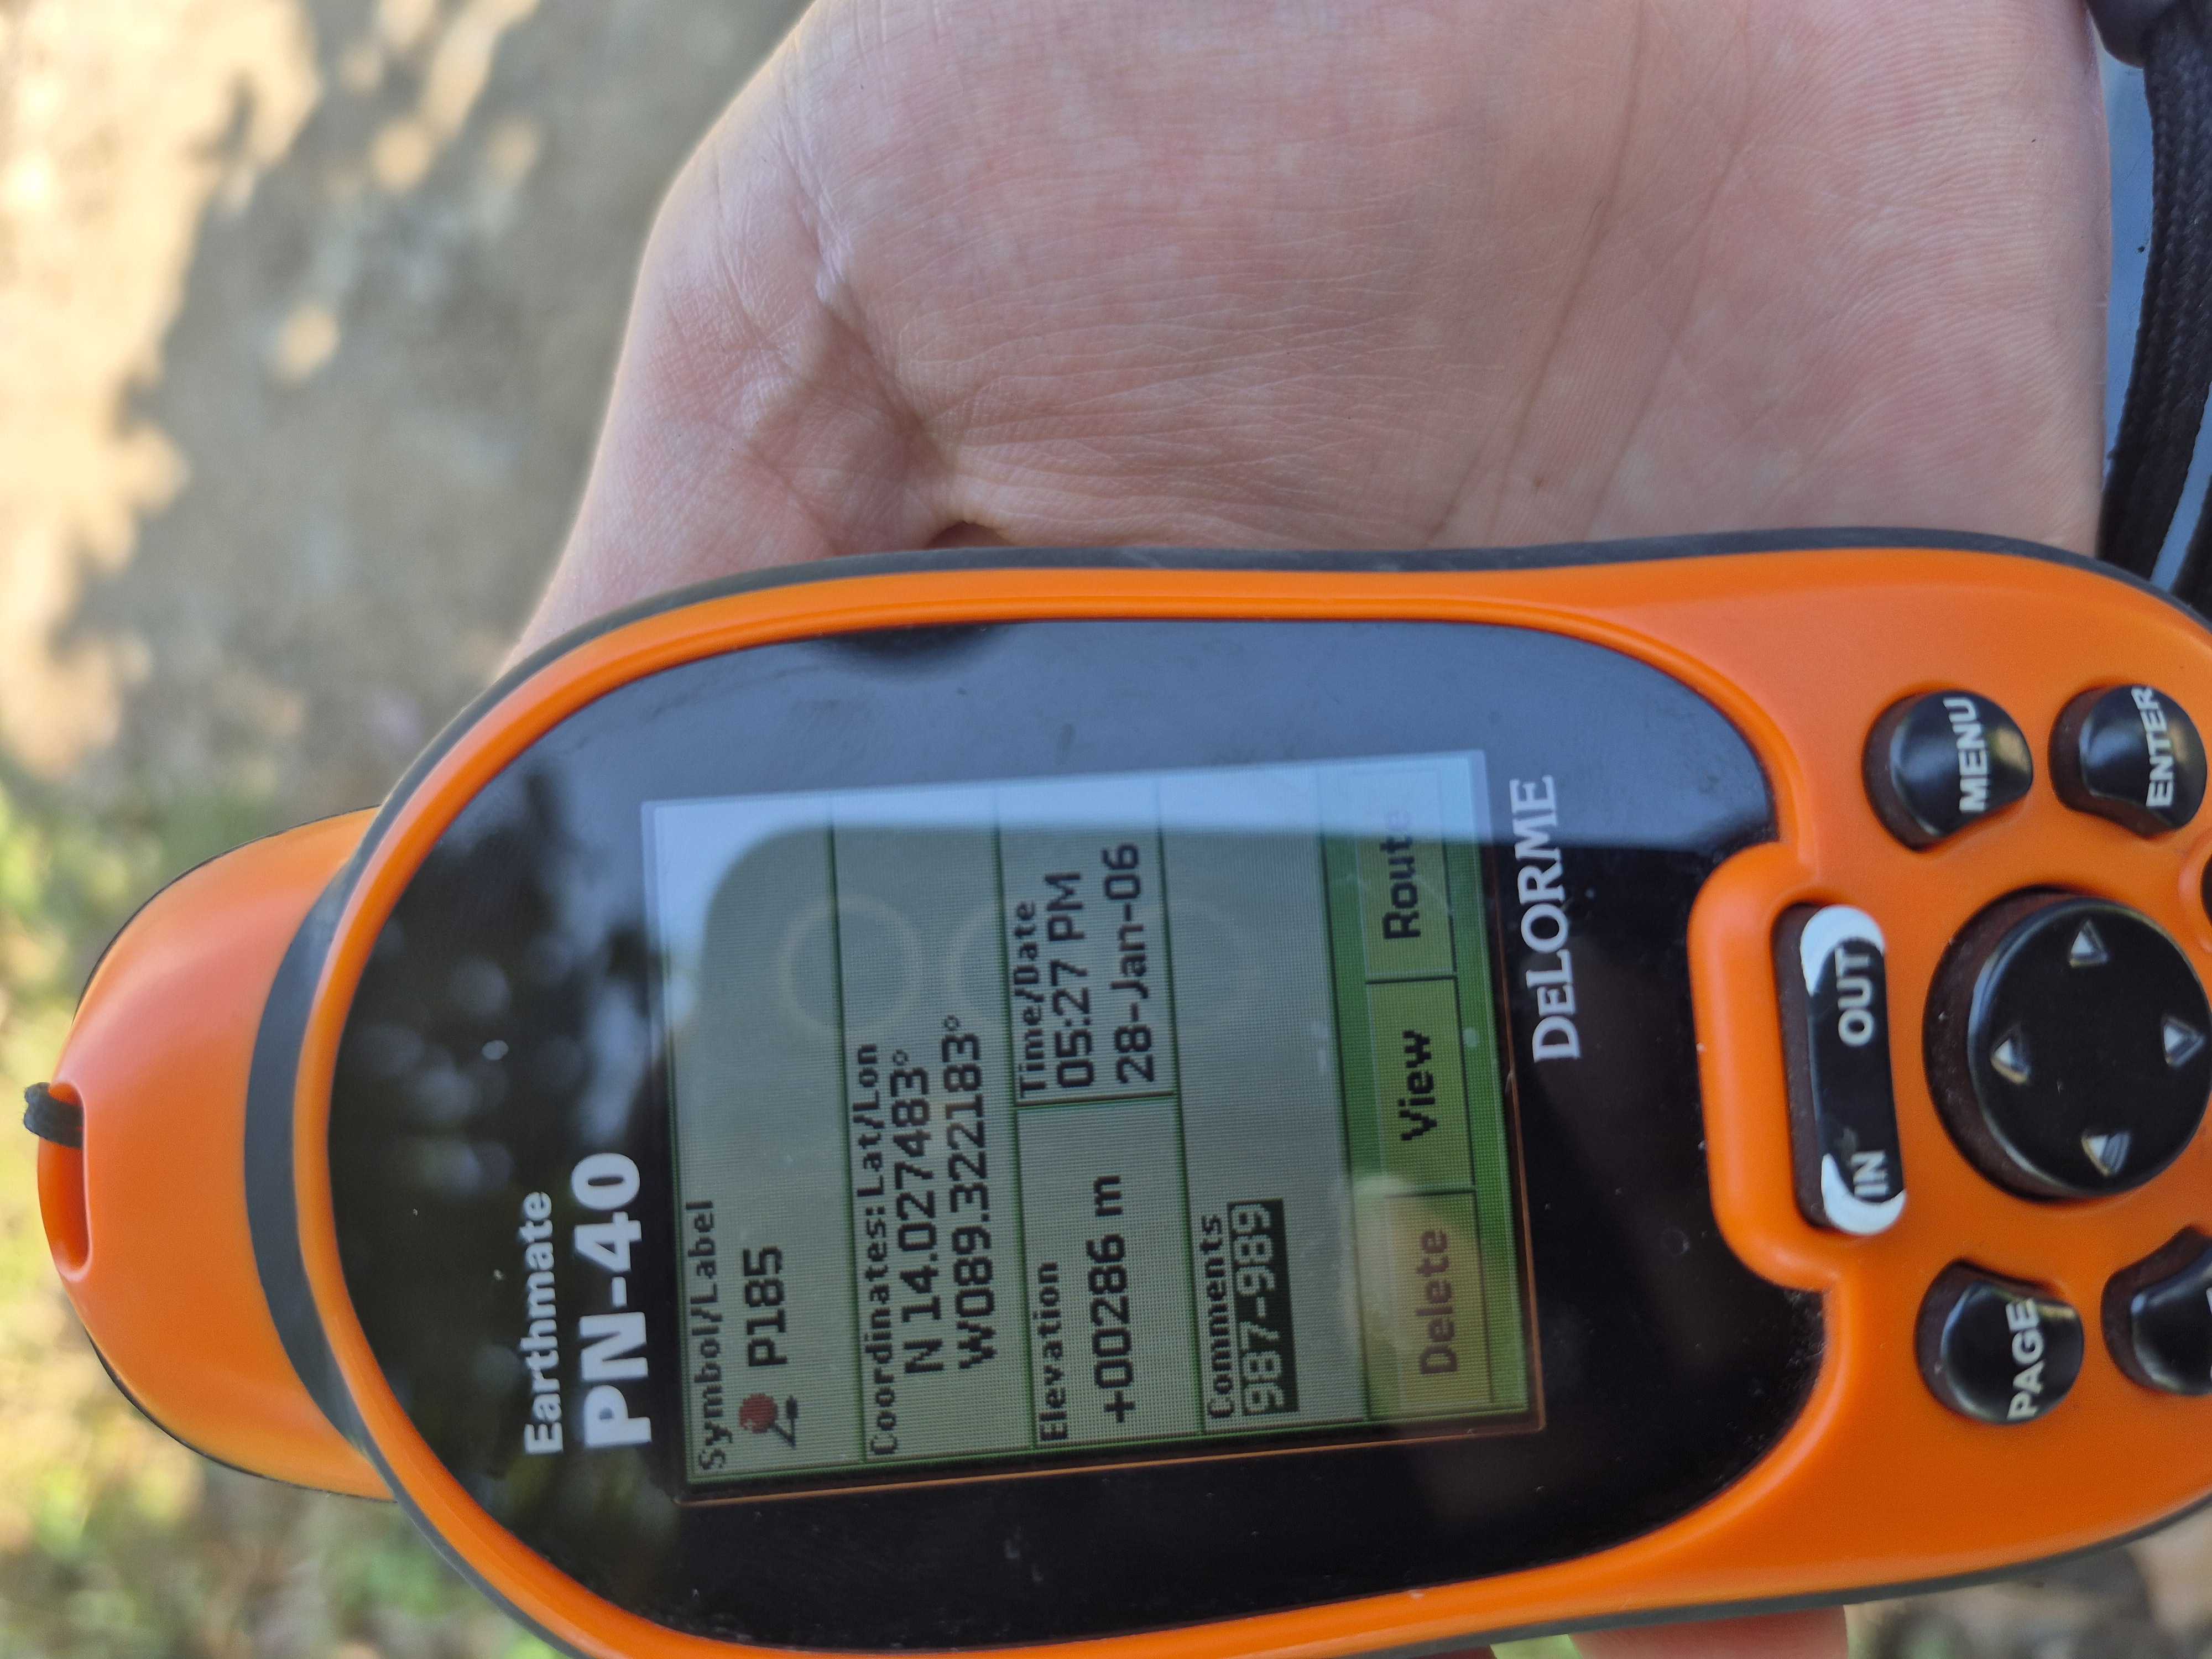 Earthmate
PN-40
Symbol/Label
P185
Coordinates: Lat/Lon
N 14.027483°
W089.322183°
Elevation
+00286 m
Time/Date
05:27 PM
28-Jan-06
Comments
987-989
Delete
View
Route
DELORME
IN
OUT
PAGE
MENU
ENTER